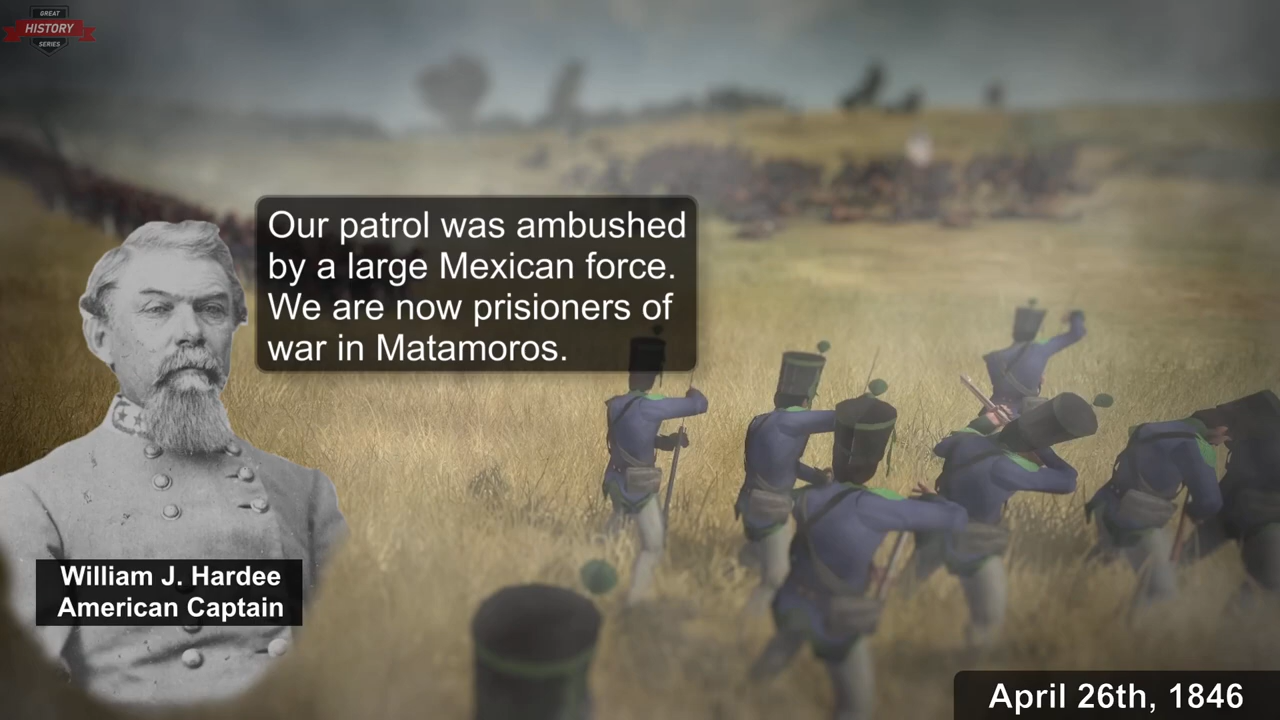 GREAT
HISTORY
SERIES
Our patrol was ambushed
by a large Mexican force.
We are now prisioners of
war in Matamoros.
William J. Hardee
American Captain
April 26th, 1846